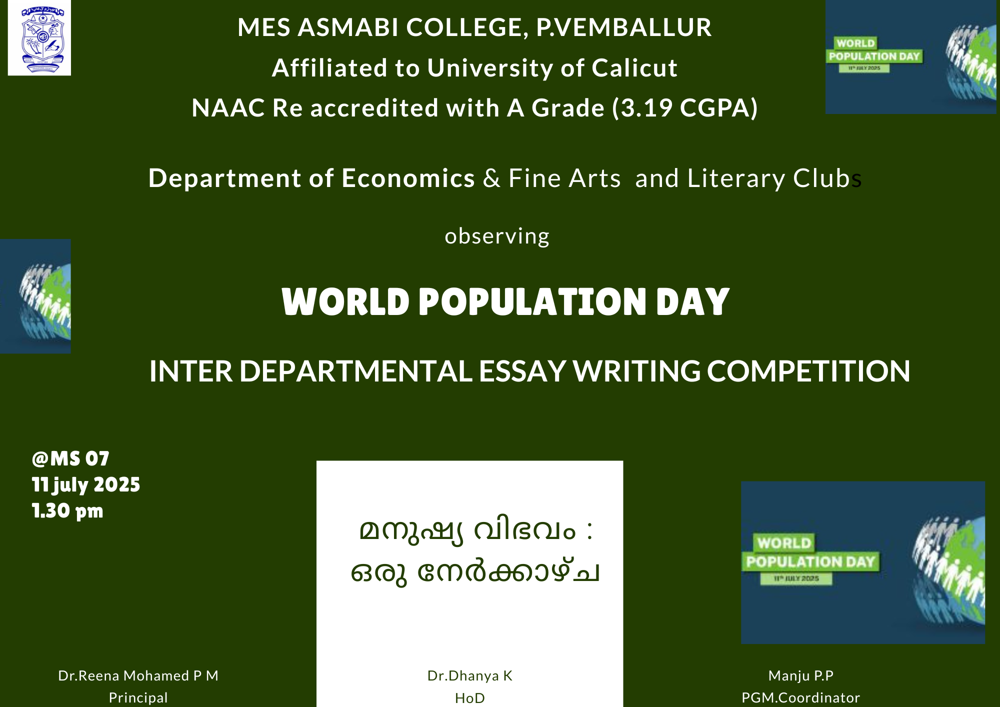 MES ASMABI COLLEGE, P.VEMBALLUR
Affiliated to University of Calicut
NAAC Re accredited with A Grade (3.19 CGPA)
WORLD
POPULATION DAY
11th JULY 2025
Department of Economics & Fine Arts and Literary Clubs
observing
WORLD POPULATION DAY
INTER DEPARTMENTAL ESSAY WRITING COMPETITION
@MS 07
11 july 2025
1.30 pm
മനുഷ്യ വിഭവം :
ഒരു നേർക്കാഴ്ച
WORLD
POPULATION DAY
11th JULY 2025
Dr.Reena Mohamed P M
Principal
Dr.Dhanya K
HoD
Manju P.P
PGM.Coordinator